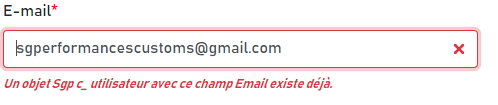 E-mail*
sgperformancescustoms@gmail.com
Un objet Sgp c_ utilisateur avec ce champ Email existe déjà.